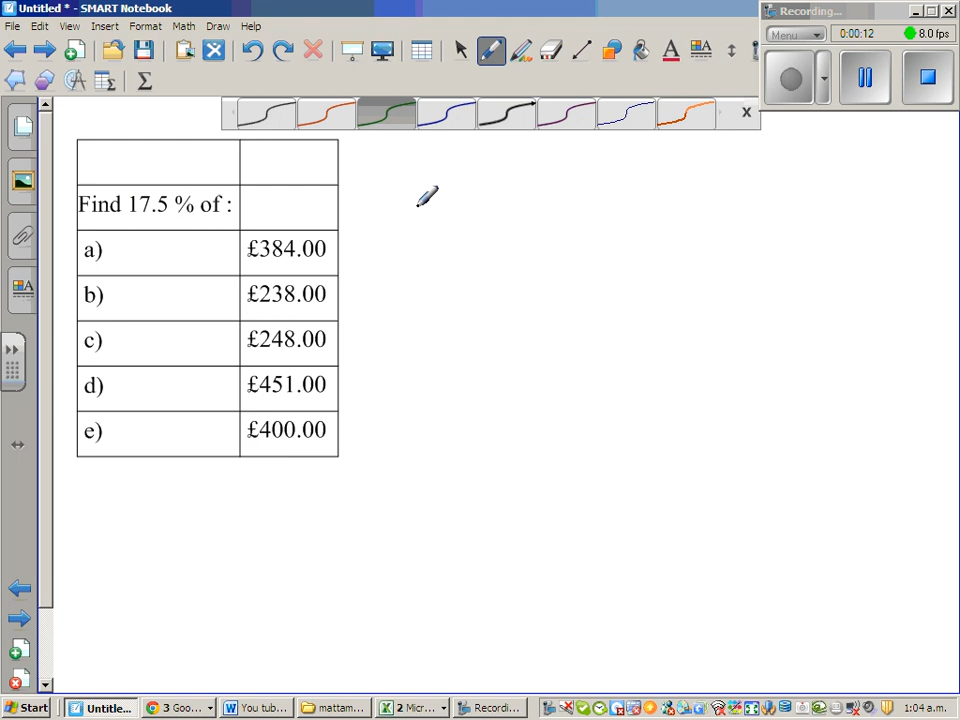 Untitled * - SMART Notebook
Recording...
File Edit View Insert Format Math Draw Help
Menu
0:00:12
8.0 fps
Find 17.5 % of :
a) £384.00
b) £238.00
c) £248.00
d) £451.00
e) £400.00
Start
Untitle...
3 Goo...
You tub...
mattam...
2 Micr...
Recordi...
1:04 a.m.